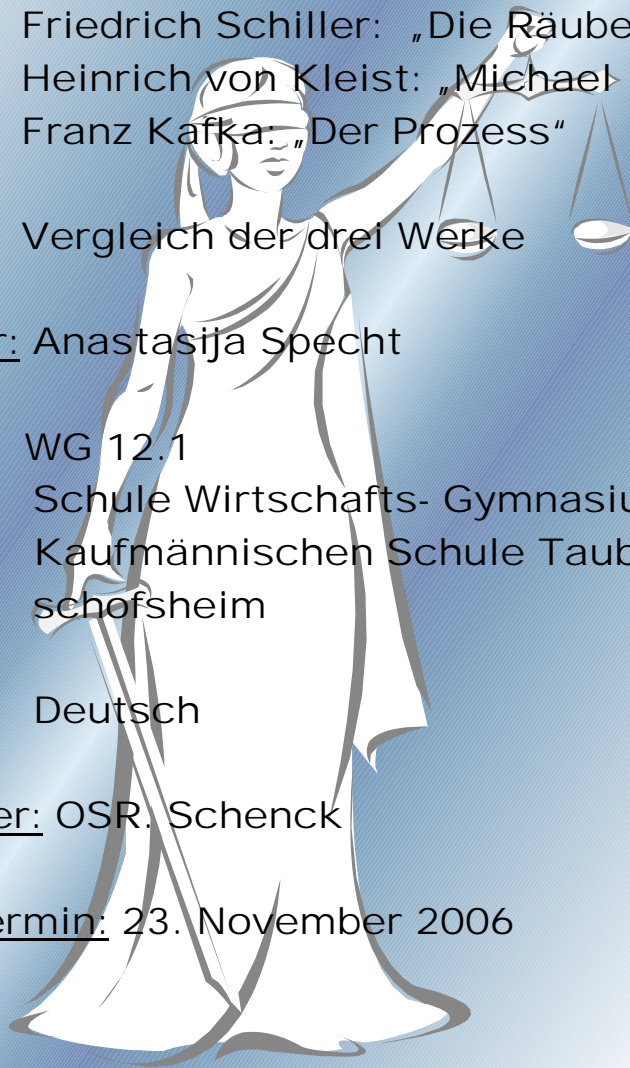 Friedrich Schiller: „Die Räube
Heinrich von Kleist: „Michael
Franz Kafka: „Der Prozess“
Vergleich der drei Werke
r: Anastasija Specht
WG 12.1
Schule Wirtschafts- Gymnasiu
Kaufmännischen Schule Taub
schofsheim
Deutsch
er: OSR. Schenck
ermin: 23. November 2006